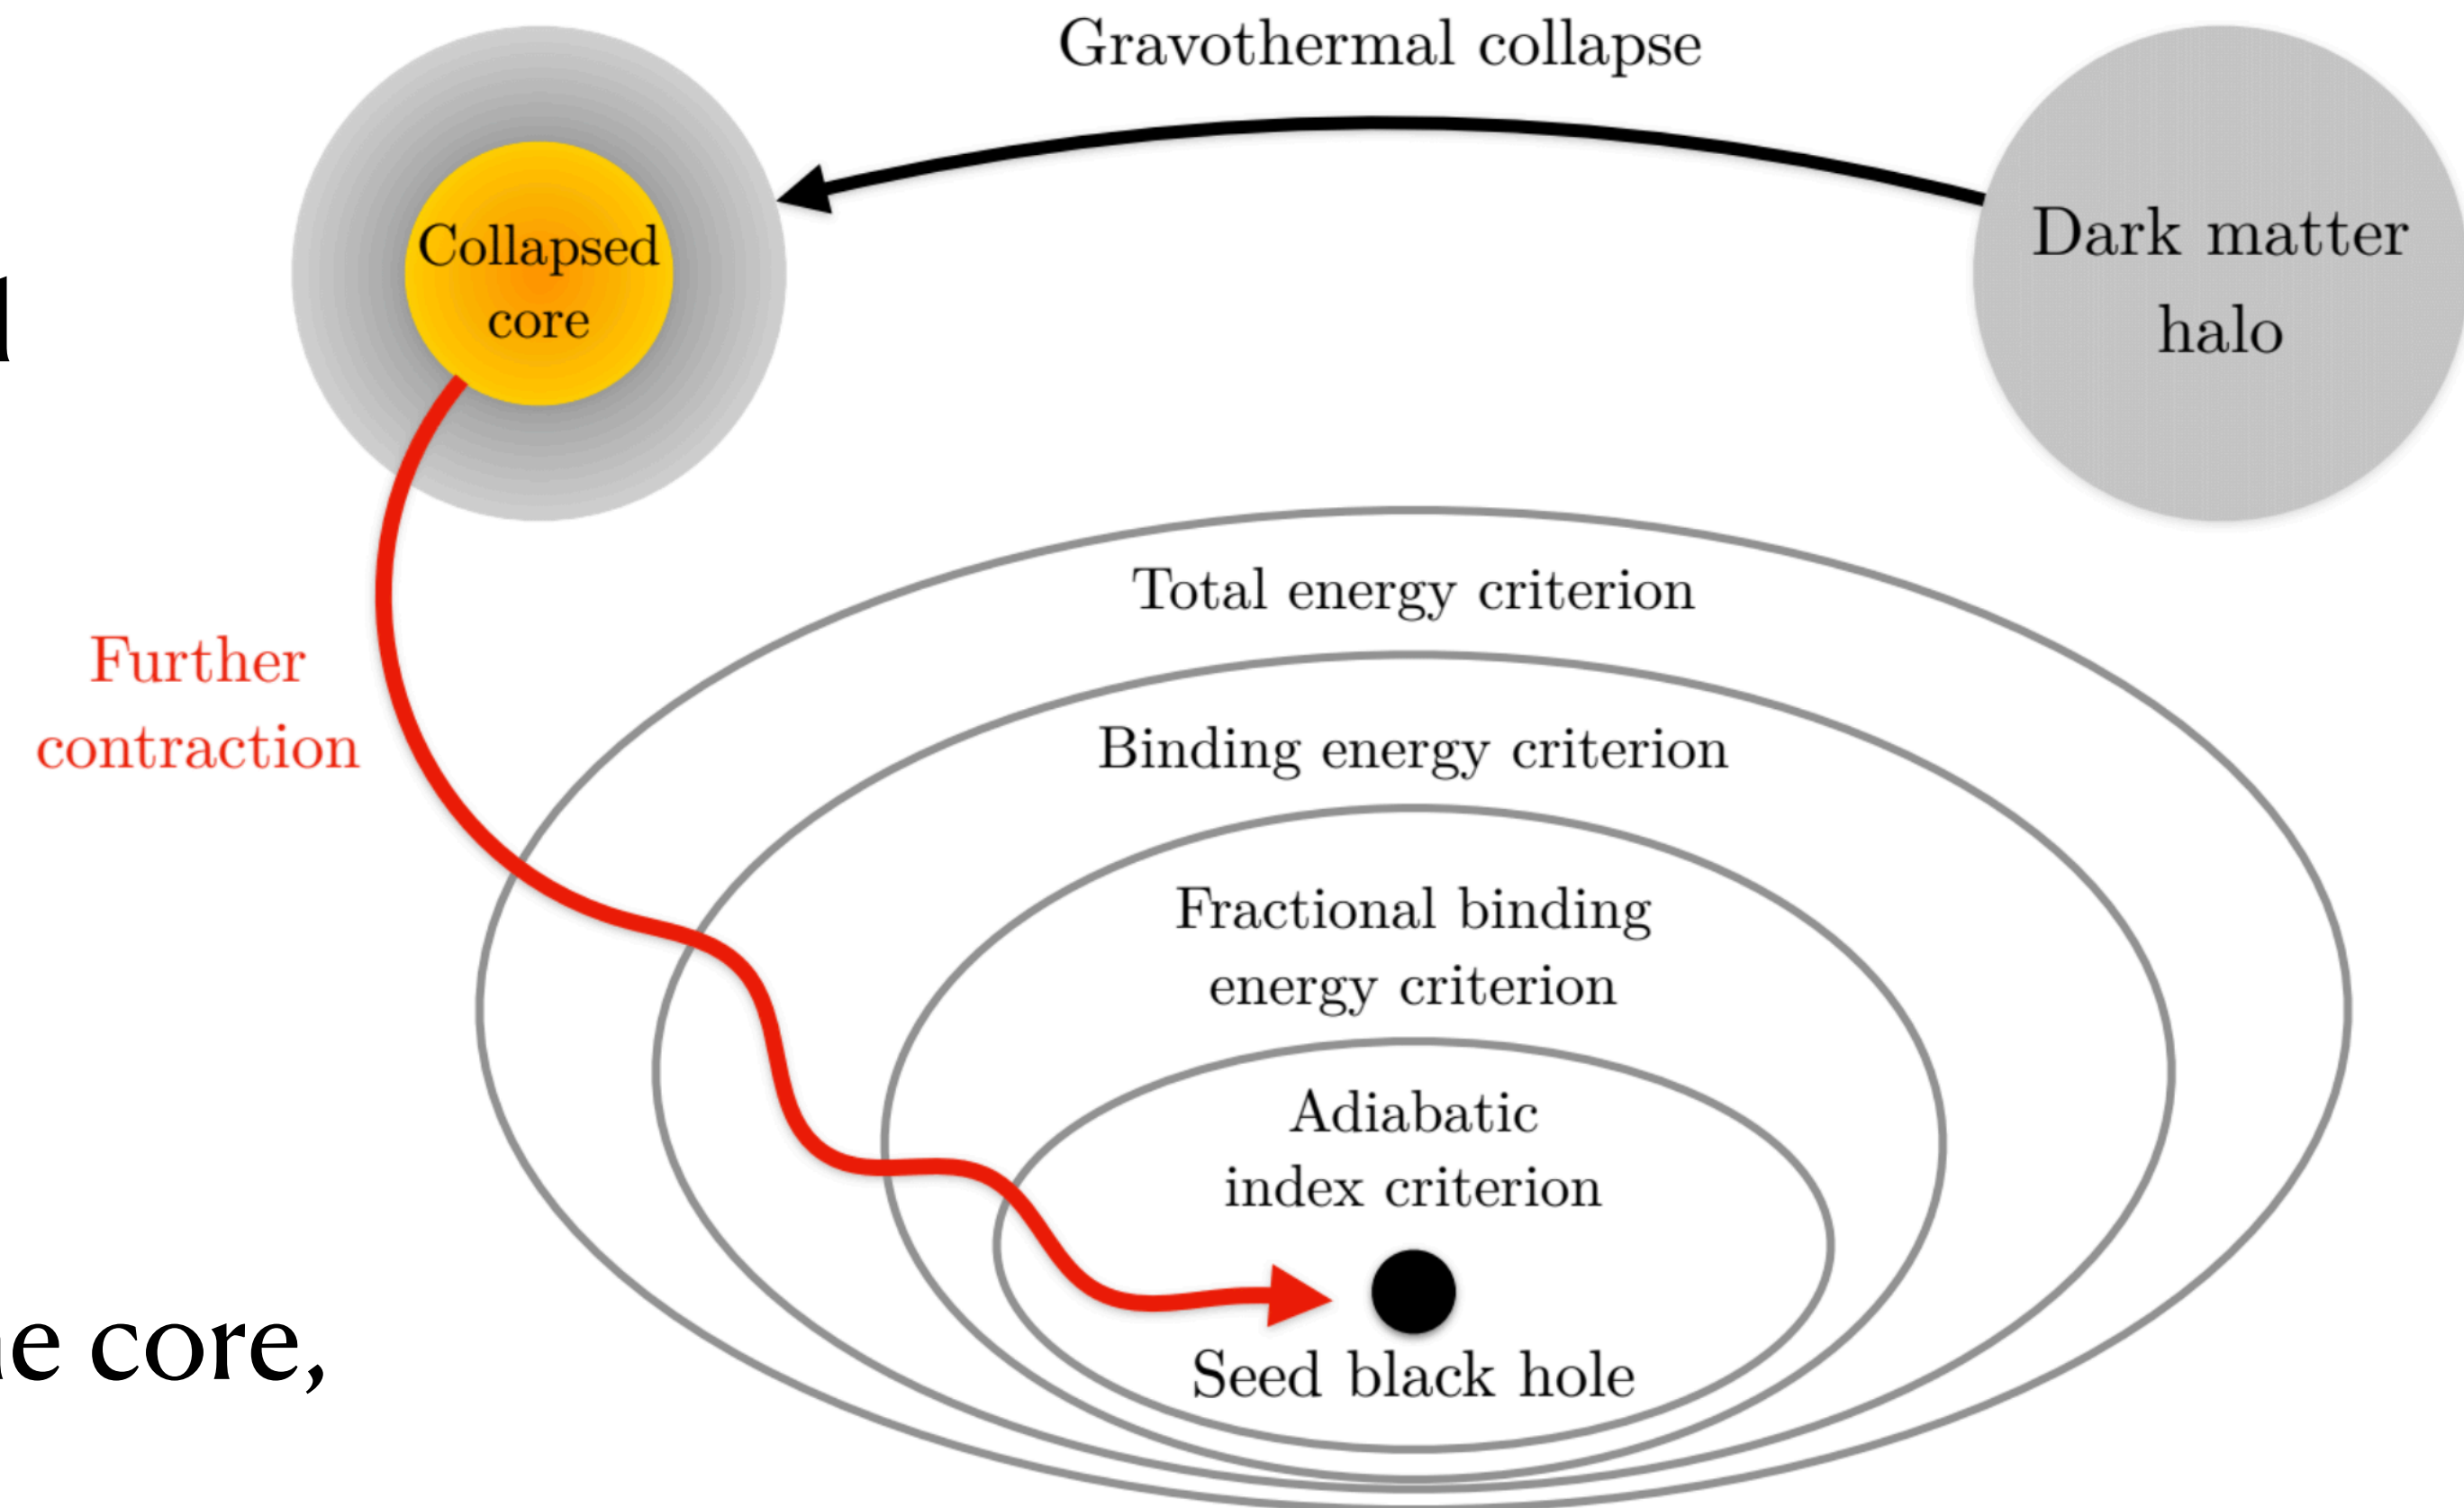 Gravothermal collapse
Collapsed
core
Dark matter
halo
Further
contraction
Total energy criterion
Binding energy criterion
Fractional binding
energy criterion
Adiabatic
index criterion
Seed black hole
core,